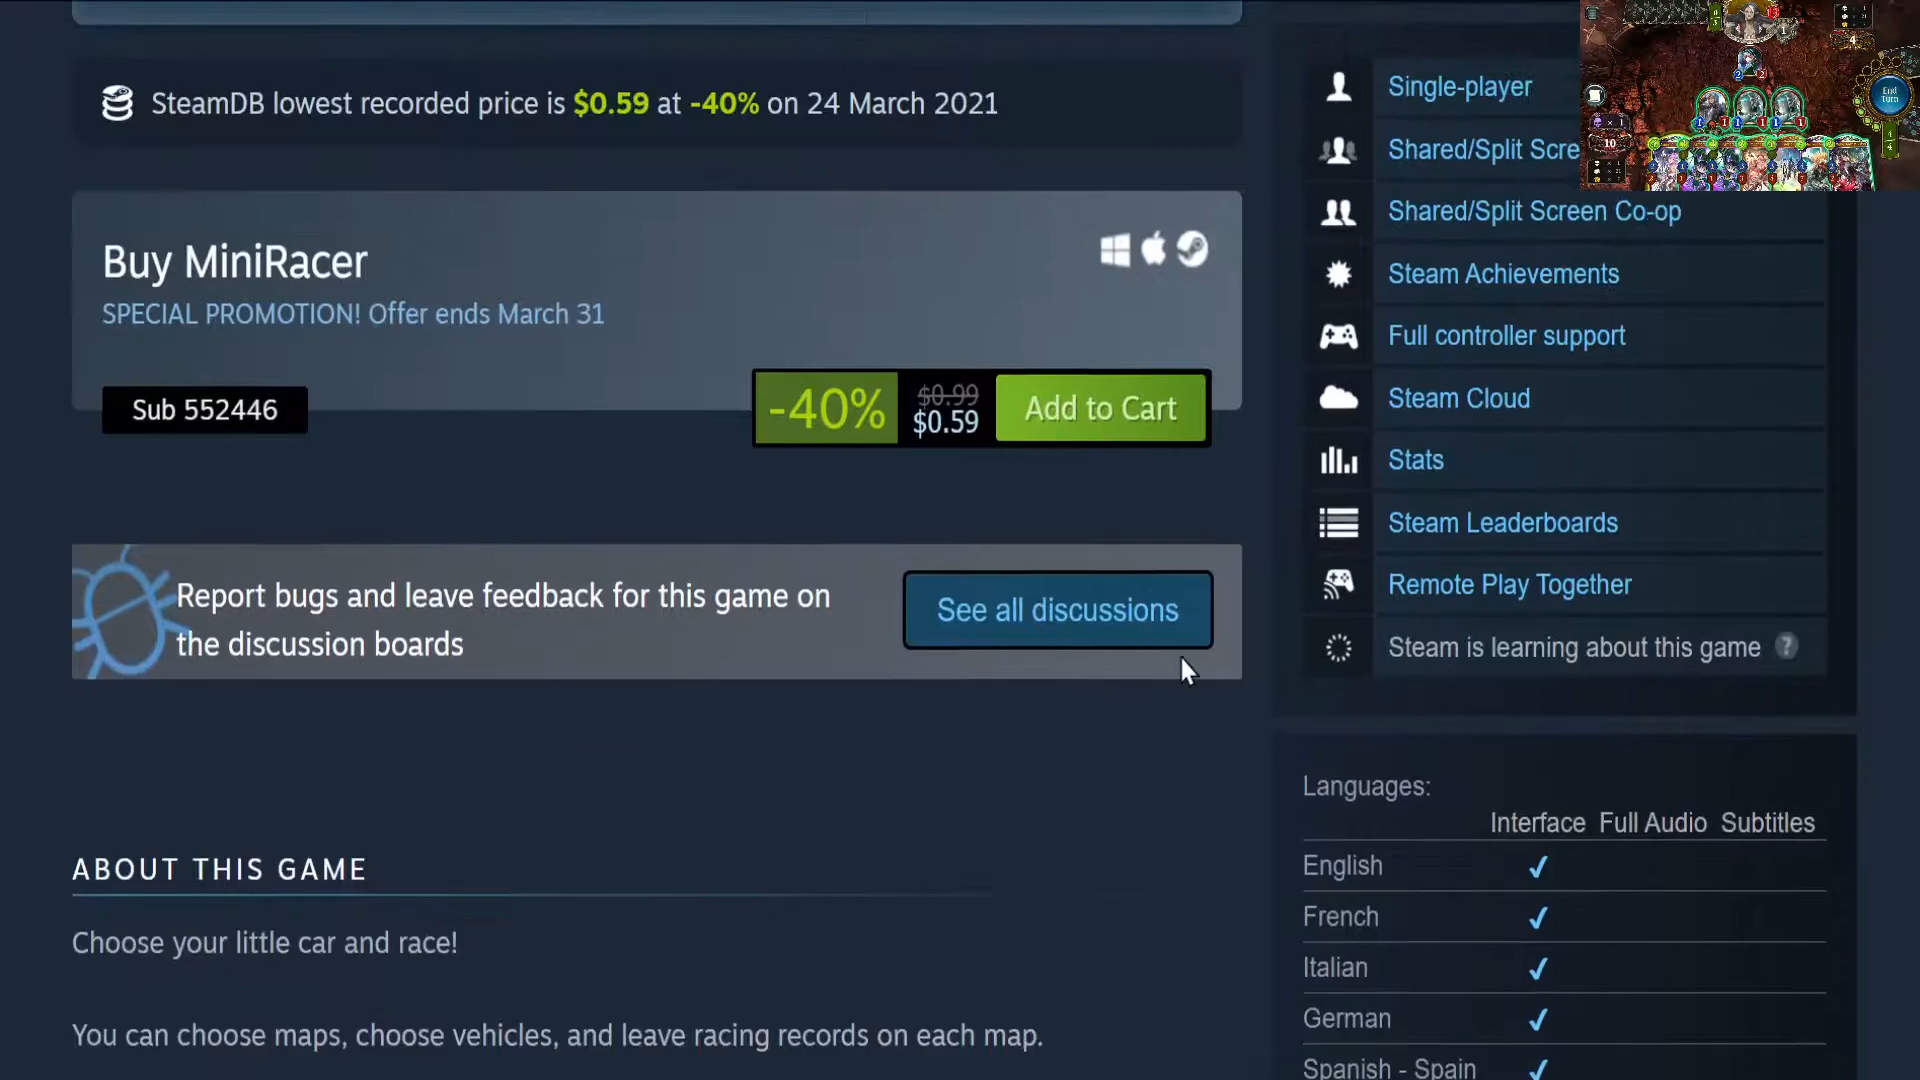 SteamDB lowest recorded price is $0.59 at -40% on 24 March 2021
Buy MiniRacer
SPECIAL PROMOTION! Offer ends March 31
Sub 552446
-40%
$0.99
$0.59
Add to Cart
Report bugs and leave feedback for this game on
the discussion boards
See all discussions
ABOUT THIS GAME
Choose your little car and race!
You can choose maps, choose vehicles, and leave racing records on each map.
Single-player
Shared/Split
Shared/Split Screen Co-op
Steam Achievements
Full controller support
Steam Cloud
Stats
Steam Leaderboards
Remote Play Together
Steam is learning about this game ?
Languages:
Interface Full Audio Subtitles
English
French
Italian
German
Spanish - Spain
End
Turn
10